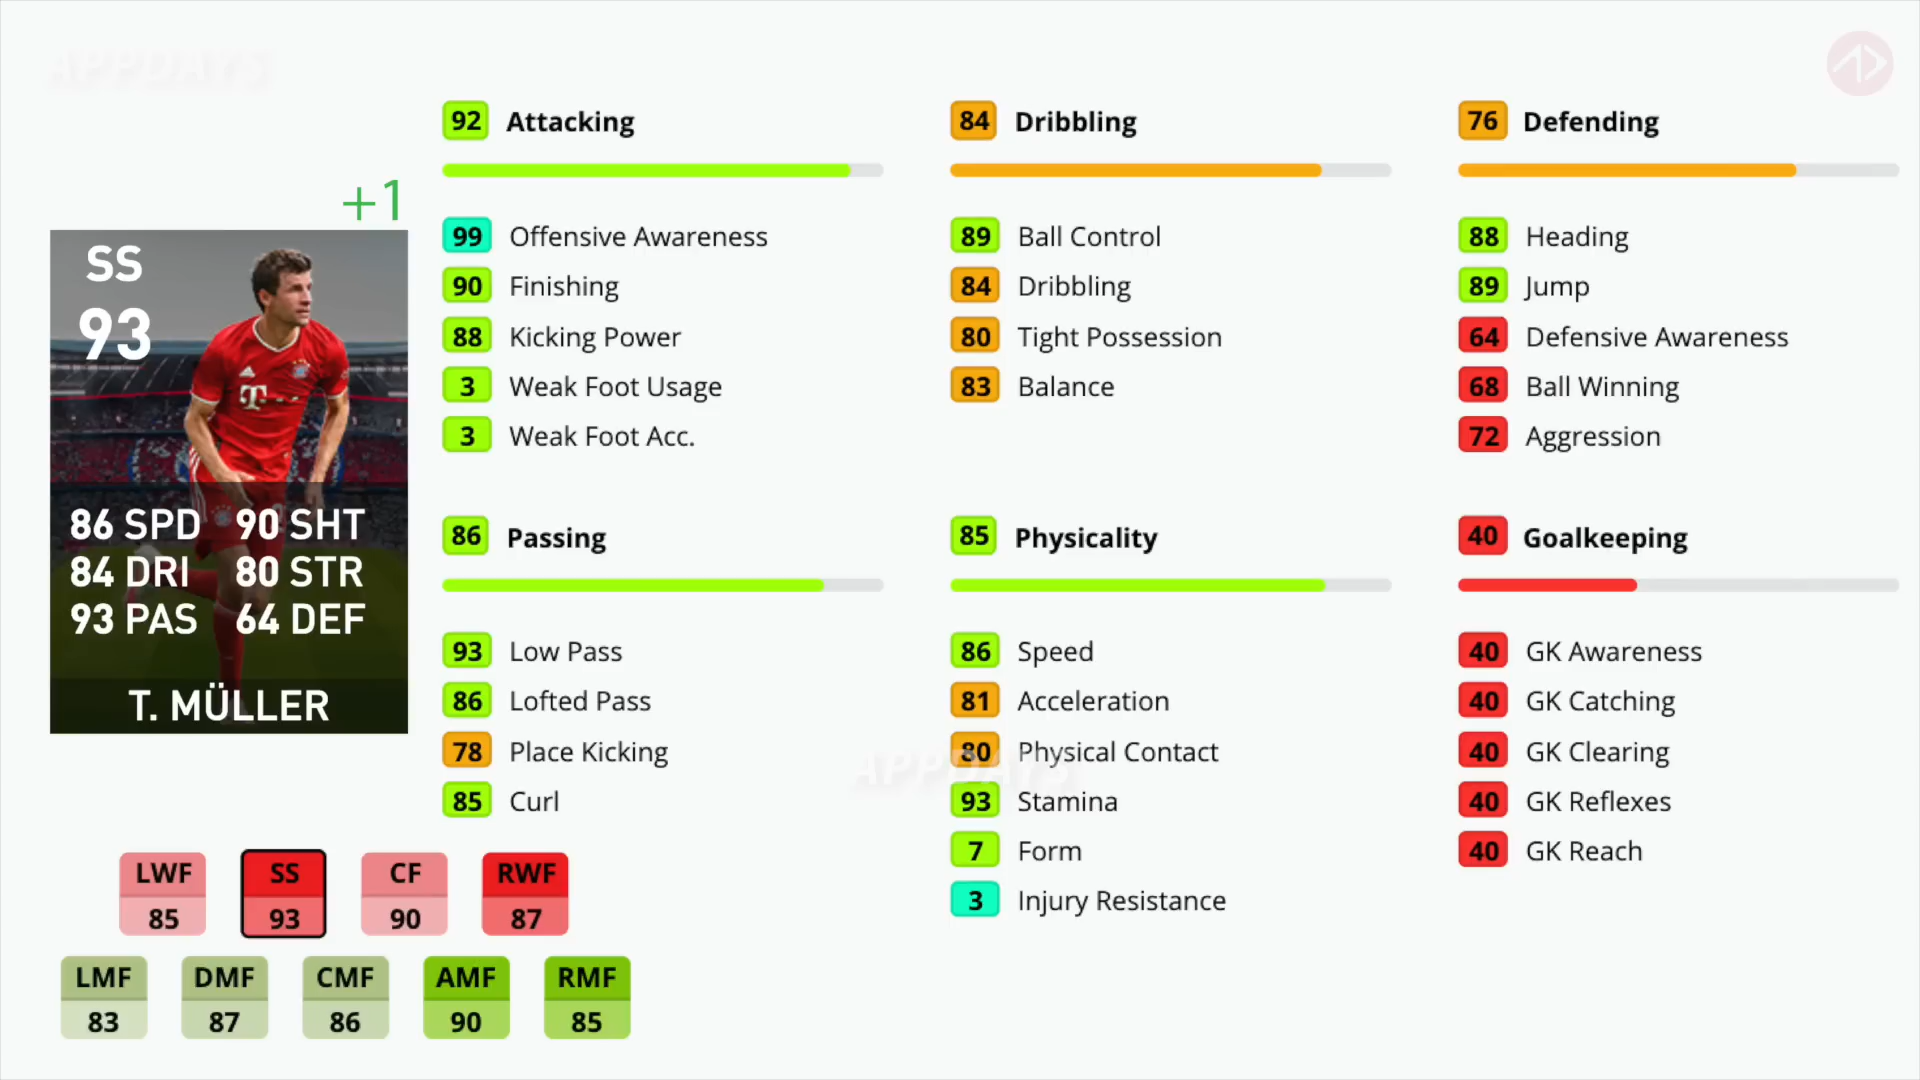 APPDAYS
+1
SS
93
86 SPD 90 SHT
84 DRI 80 STR
93 PAS 64 DEF
T. MÜLLER
92 Attacking
99 Offensive Awareness
90 Finishing
88 Kicking Power
3 Weak Foot Usage
3 Weak Foot Acc.
84 Dribbling
89 Ball Control
84 Dribbling
80 Tight Possession
83 Balance
76 Defending
88 Heading
89 Jump
64 Defensive Awareness
68 Ball Winning
72 Aggression
86 Passing
93 Low Pass
86 Lofted Pass
78 Place Kicking
85 Curl
85 Physicality
86 Speed
81 Acceleration
80 Physical Contact
APPDAYS
93 Stamina
7 Form
3 Injury Resistance
40 Goalkeeping
40 GK Awareness
40 GK Catching
40 GK Clearing
40 GK Reflexes
40 GK Reach
LWF SS CF RWF
85 93 90 87
LMF DMF CMF AMF RMF
83 87 86 90 85